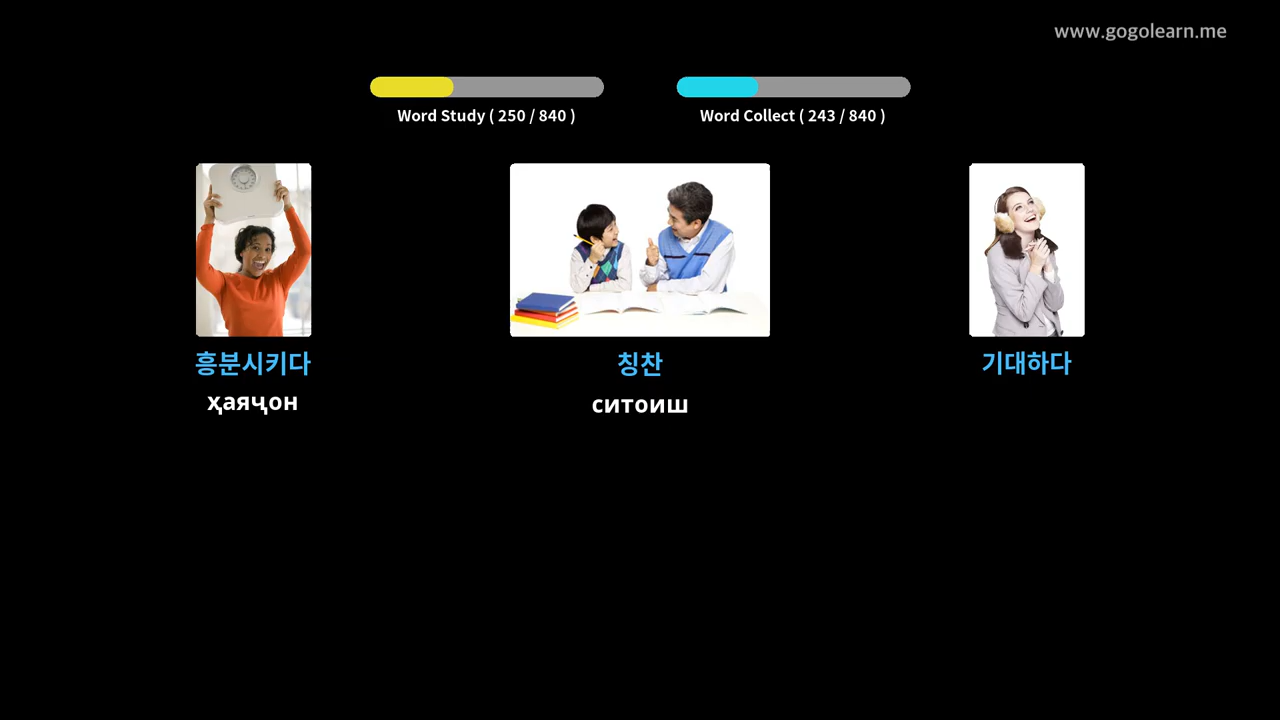 www.gogolearn.me
Word Study ( 250 / 840 )
Word Collect ( 243 / 840 )
흥분시키다
ҳаяҷон
칭찬
ситоиш
기대하다